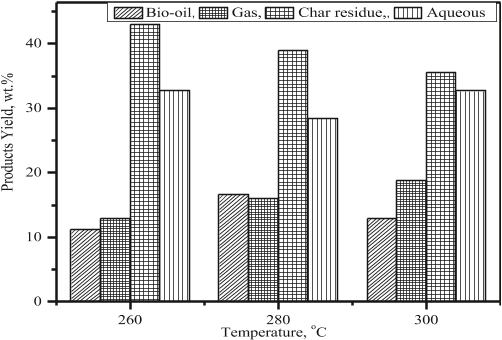 Bio-oil, Gas, Char residue,, Aqueous
Products Yield, wt.%
40
30
20
10
0
260 280 300
Temperature, °C